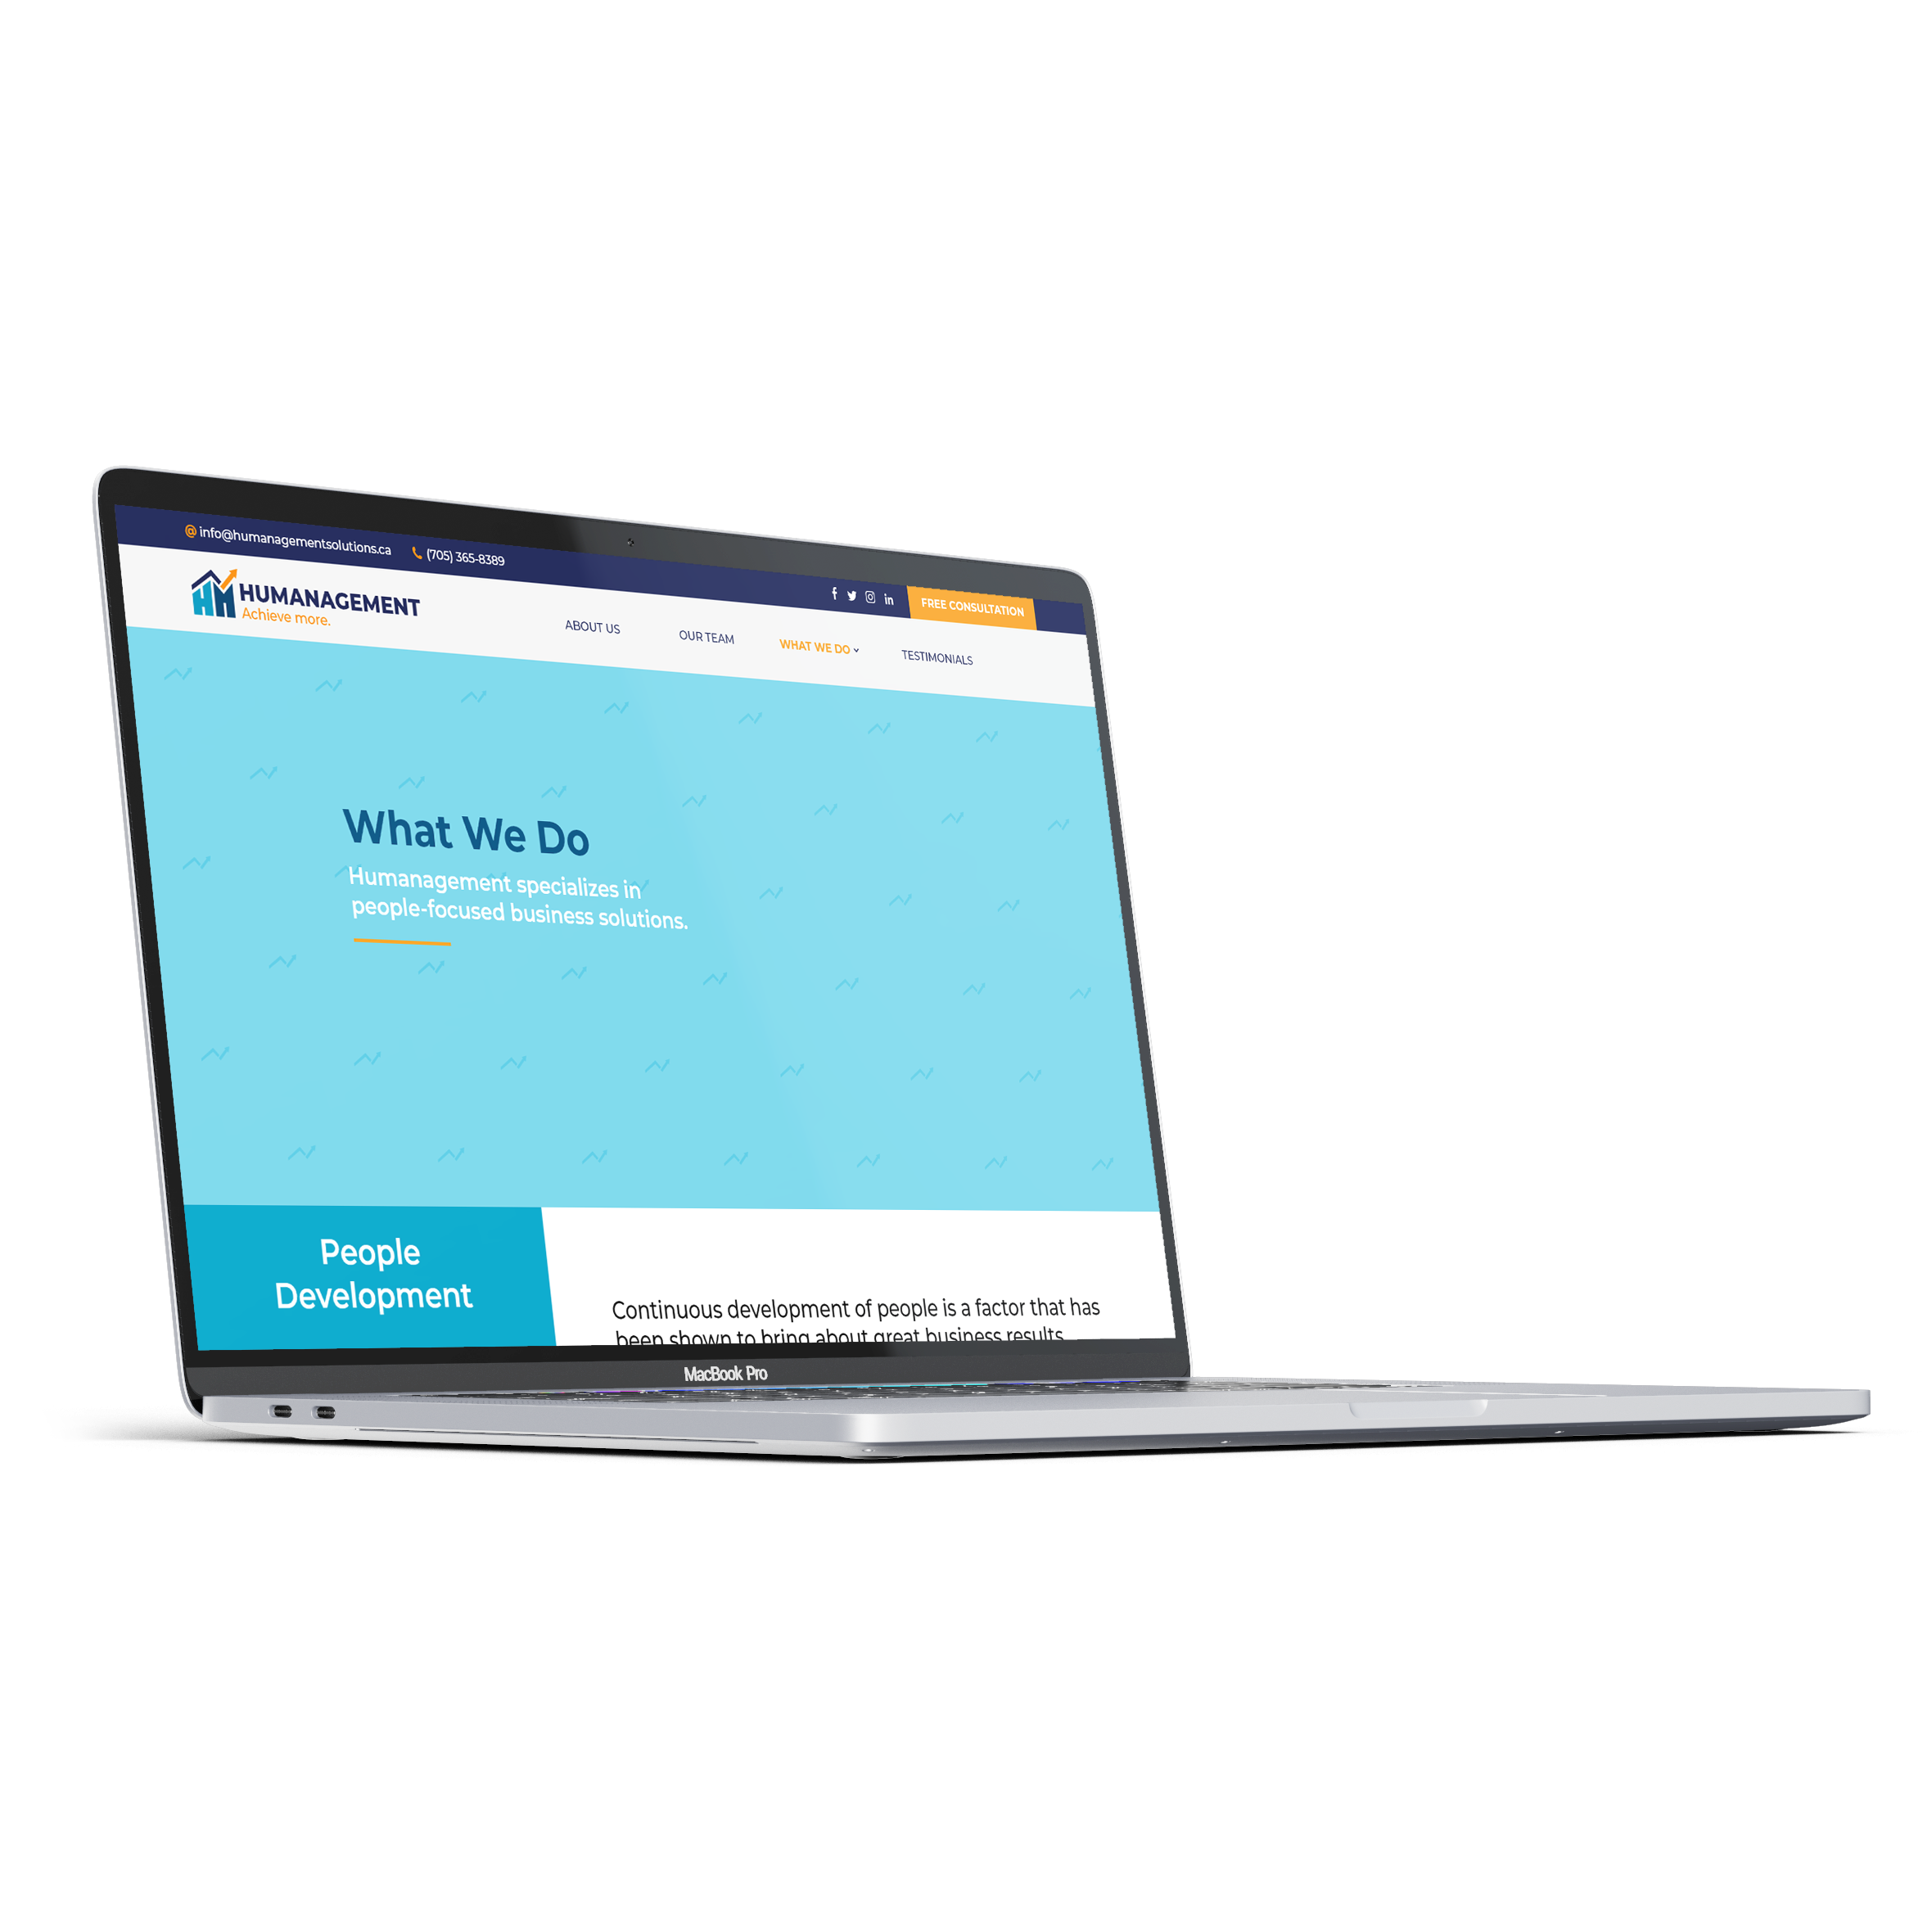 @ info@humanagementsolutions.ca (705) 365-8389
FREE CONSULTATION
HUMANAGEMENT
Achieve more.
ABOUT US OUR TEAM WHAT WE DO TESTIMONIALS
What We Do
Humanagement specializes in
people-focused business solutions.
People
Development
Continuous development of people is a factor that has
been shown to bring about great business results
MacBook Pro